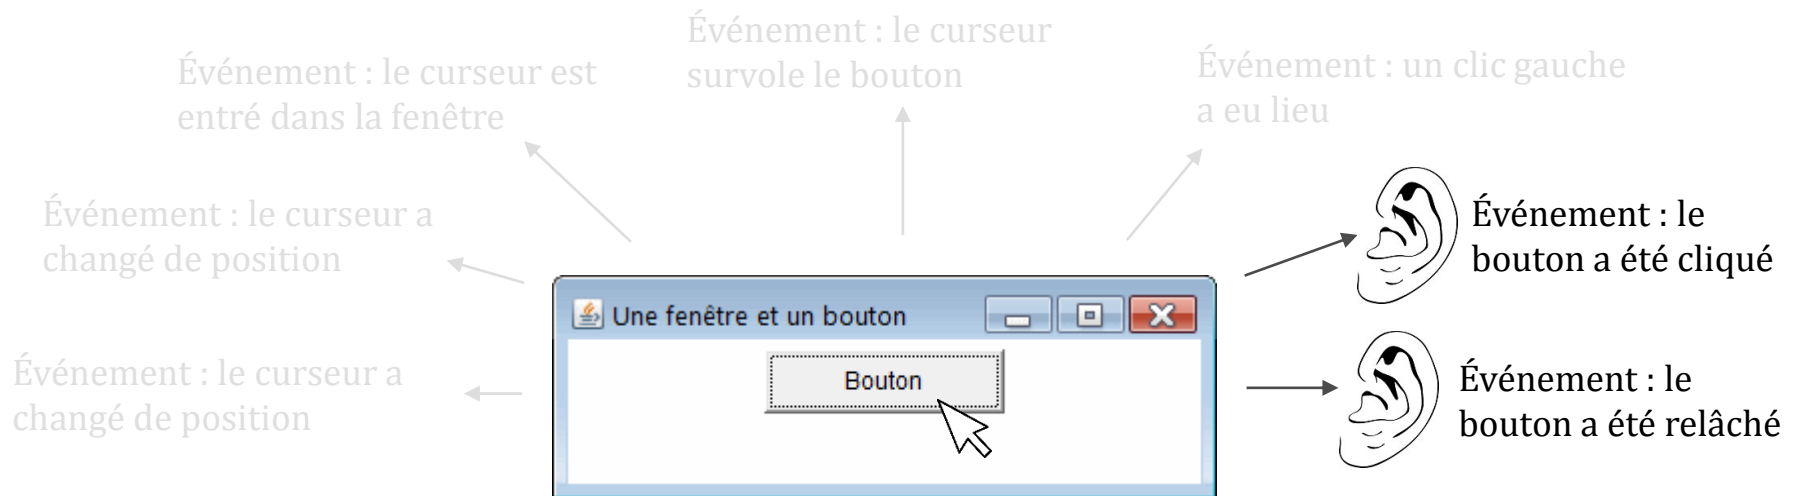 Événement : le curseur
survole le bouton
Événement : le curseur est
entré dans la fenêtre
Événement : un clic gauche
a eu lieu
Événement : le curseur a
changé de position
Événement : le
bouton a été cliqué
Une fenêtre et un bouton
Événement : le curseur a
changé de position
Bouton
Événement : le
bouton a été relâché